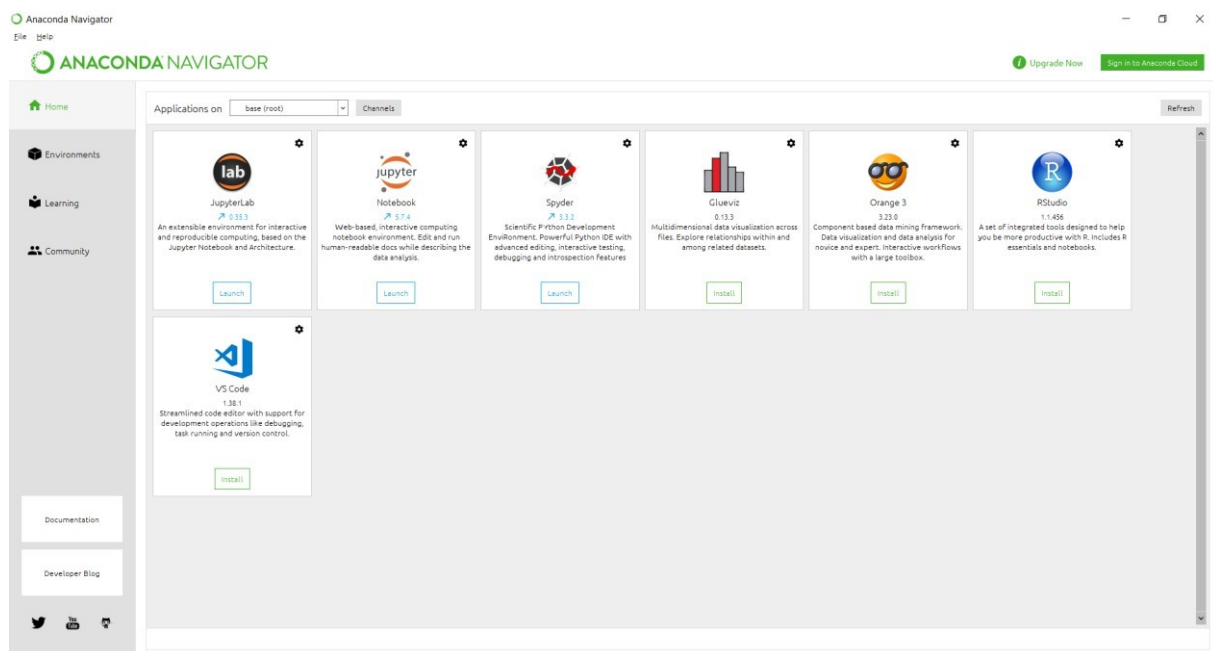 Anaconda Navigator
File Help
ANACONDA NAVIGATOR
Upgrade Now
Sign in to Anaconda Cloud
Home
Environments
Learning
Community
Documentation
Developer Blog
You
Tube
Applications on
base (root)
Channels
Refresh
lab
JupyterLab
0.35.3
An extensible environment for interactive
and reproducible computing, based on the
Jupyter Notebook and Architecture.
Launch
jupyter
Notebook
5.7.4
Web-based, interactive computing
notebook environment. Edit and run
human-readable docs while describing the
data analysis.
Launch
Spyder
3.3.2
Scientific PYthon Development
EnviRonment. Powerful Python IDE with
advanced editing, interactive testing,
debugging and introspection features
Launch
Glueviz
0.13.3
Multidimensional data visualization across
files. Explore relationships within and
among related datasets.
Install
Orange 3
3.23.0
Component based data mining framework.
Data visualization and data analysis for
novice and expert. Interactive workflows
with a large toolbox.
Install
R
RStudio
1.1.456
A set of integrated tools designed to help
you be more productive with R. Includes R
essentials and notebooks.
Install
VS Code
1.38.1
Streamlined code editor with support for
development operations like debugging,
task running and version control.
Install